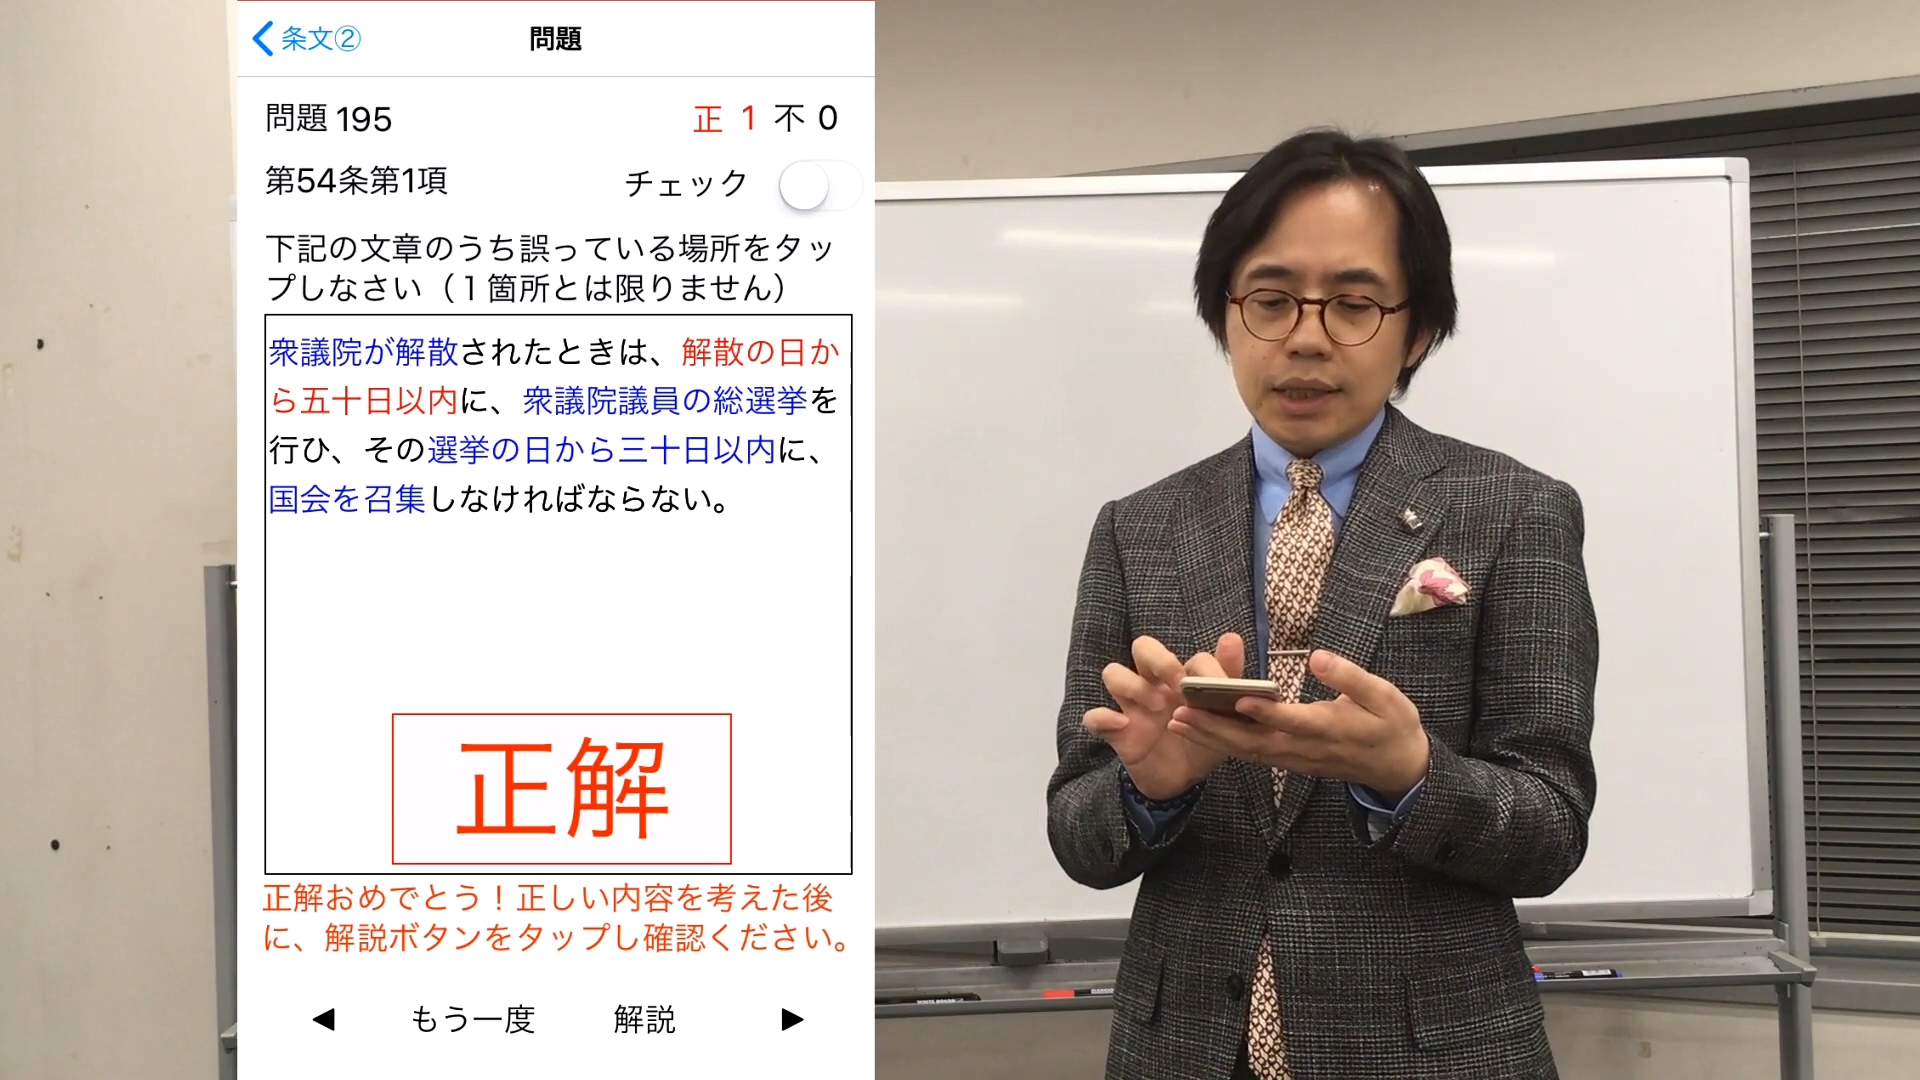 条文② 問題
問題 195 正 1 不 0
第54条第1項 チェック
下記の文章のうち誤っている場所をタッ
プしなさい（１箇所とは限りません）
衆議院が解散されたときは、解散の日か
ら五十日以内に、衆議院議員の総選挙を
行ひ、その選挙の日から三十日以内に、
国会を召集しなければならない。
正解
正解おめでとう！正しい内容を考えた後
に、解説ボタンをタップし確認ください。
◀ もう一度 解説 ▶
WHITE BOARD